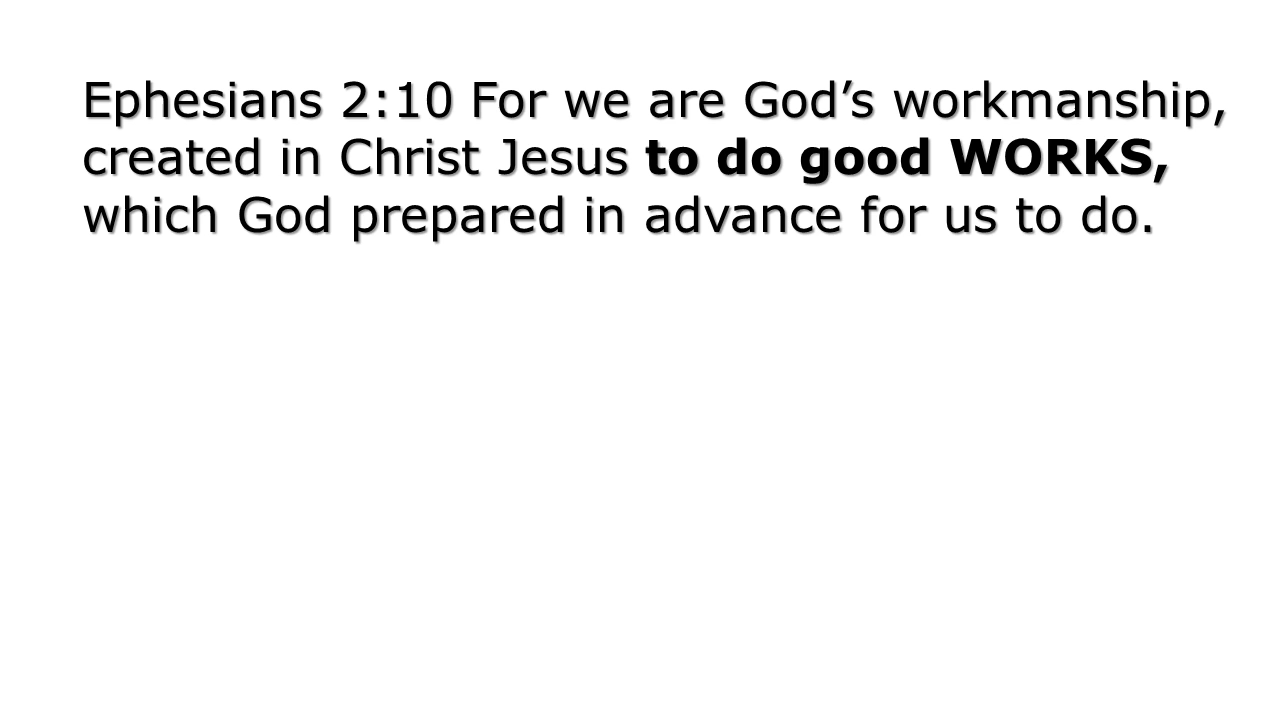 Ephesians 2:10 For we are God’s workmanship,
created in Christ Jesus to do good WORKS,
which God prepared in advance for us to do.